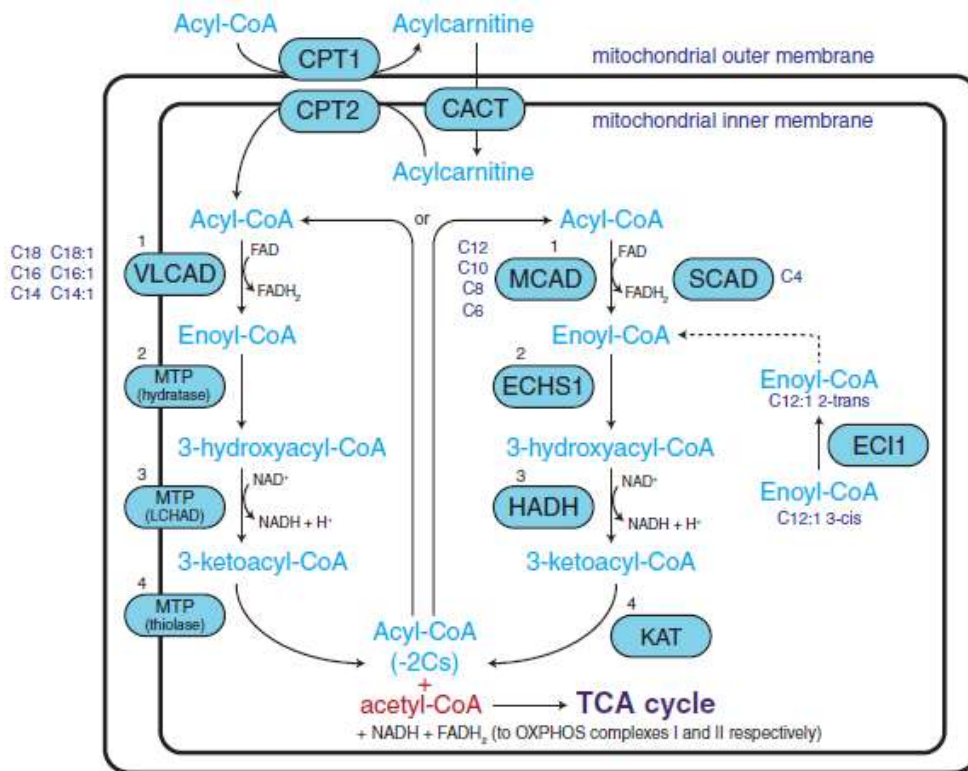 Acyl-CoA
Acylcarnitine
CPT1
mitochondrial outer membrane
CPT2
CACT
mitochondrial inner membrane
Acylcarnitine
Acyl-CoA
or
Acyl-CoA
C18 C18:1
C16 C16:1
C14 C14:1
1
VLCAD
FAD
FADH₂
C12
C10
C8
C6
1
MCAD
FAD
FADH₂
SCAD
C4
Enoyl-CoA
Enoyl-CoA
2
MTP
(hydratase)
2
ECHS1
Enoyl-CoA
C12:1 2-trans
ECI1
Enoyl-CoA
C12:1 3-cis
3-hydroxyacyl-CoA
3-hydroxyacyl-CoA
3
MTP
(LCHAD)
NAD⁺
NADH + H⁺
3
HADH
NAD⁺
NADH + H⁺
3-ketoacyl-CoA
3-ketoacyl-CoA
4
MTP
(thiolase)
4
KAT
Acyl-CoA
(-2Cs)
+
acetyl-CoA
TCA cycle
+ NADH + FADH₂ (to OXPHOS complexes I and II respectively)